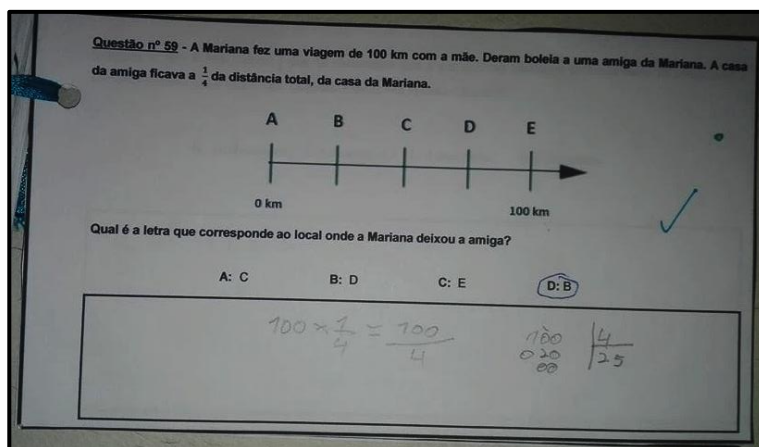 Questão nº 59 - A Mariana fez uma viagem de 100 km com a mãe. Deram boleia a uma amiga da Mariana. A casa
da amiga ficava a 1/4 da distância total, da casa da Mariana.
A B C D E
0 km 100 km
Qual é a letra que corresponde ao local onde a Mariana deixou a amiga?
A: C B: D C: E D: B
100 × 1/4 = 100/4
100 4
020 25
00